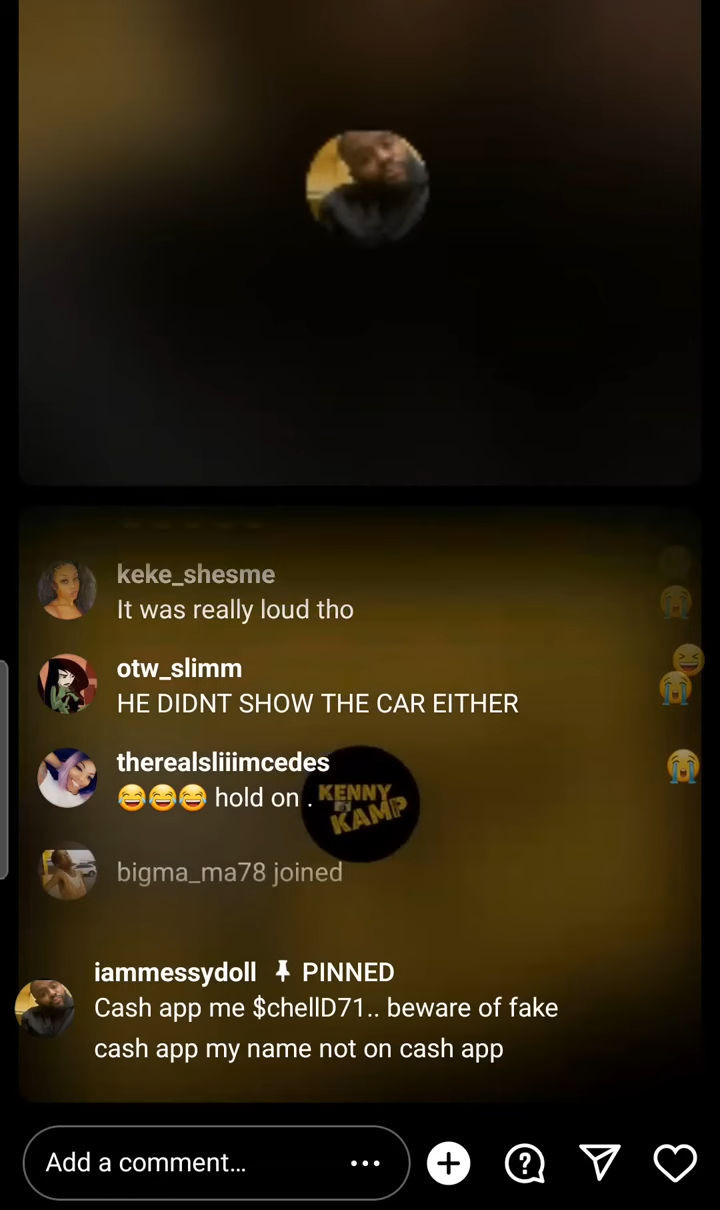 keke_shesme
It was really loud tho
otw_slimm
HE DIDNT SHOW THE CAR EITHER
therealsliiimcedes
😂😂😂 hold on .
KENNY
KAMP
bigma_ma78 joined
iammessydoll PINNED
Cash app me $chellD71.. beware of fake
cash app my name not on cash app
Add a comment...